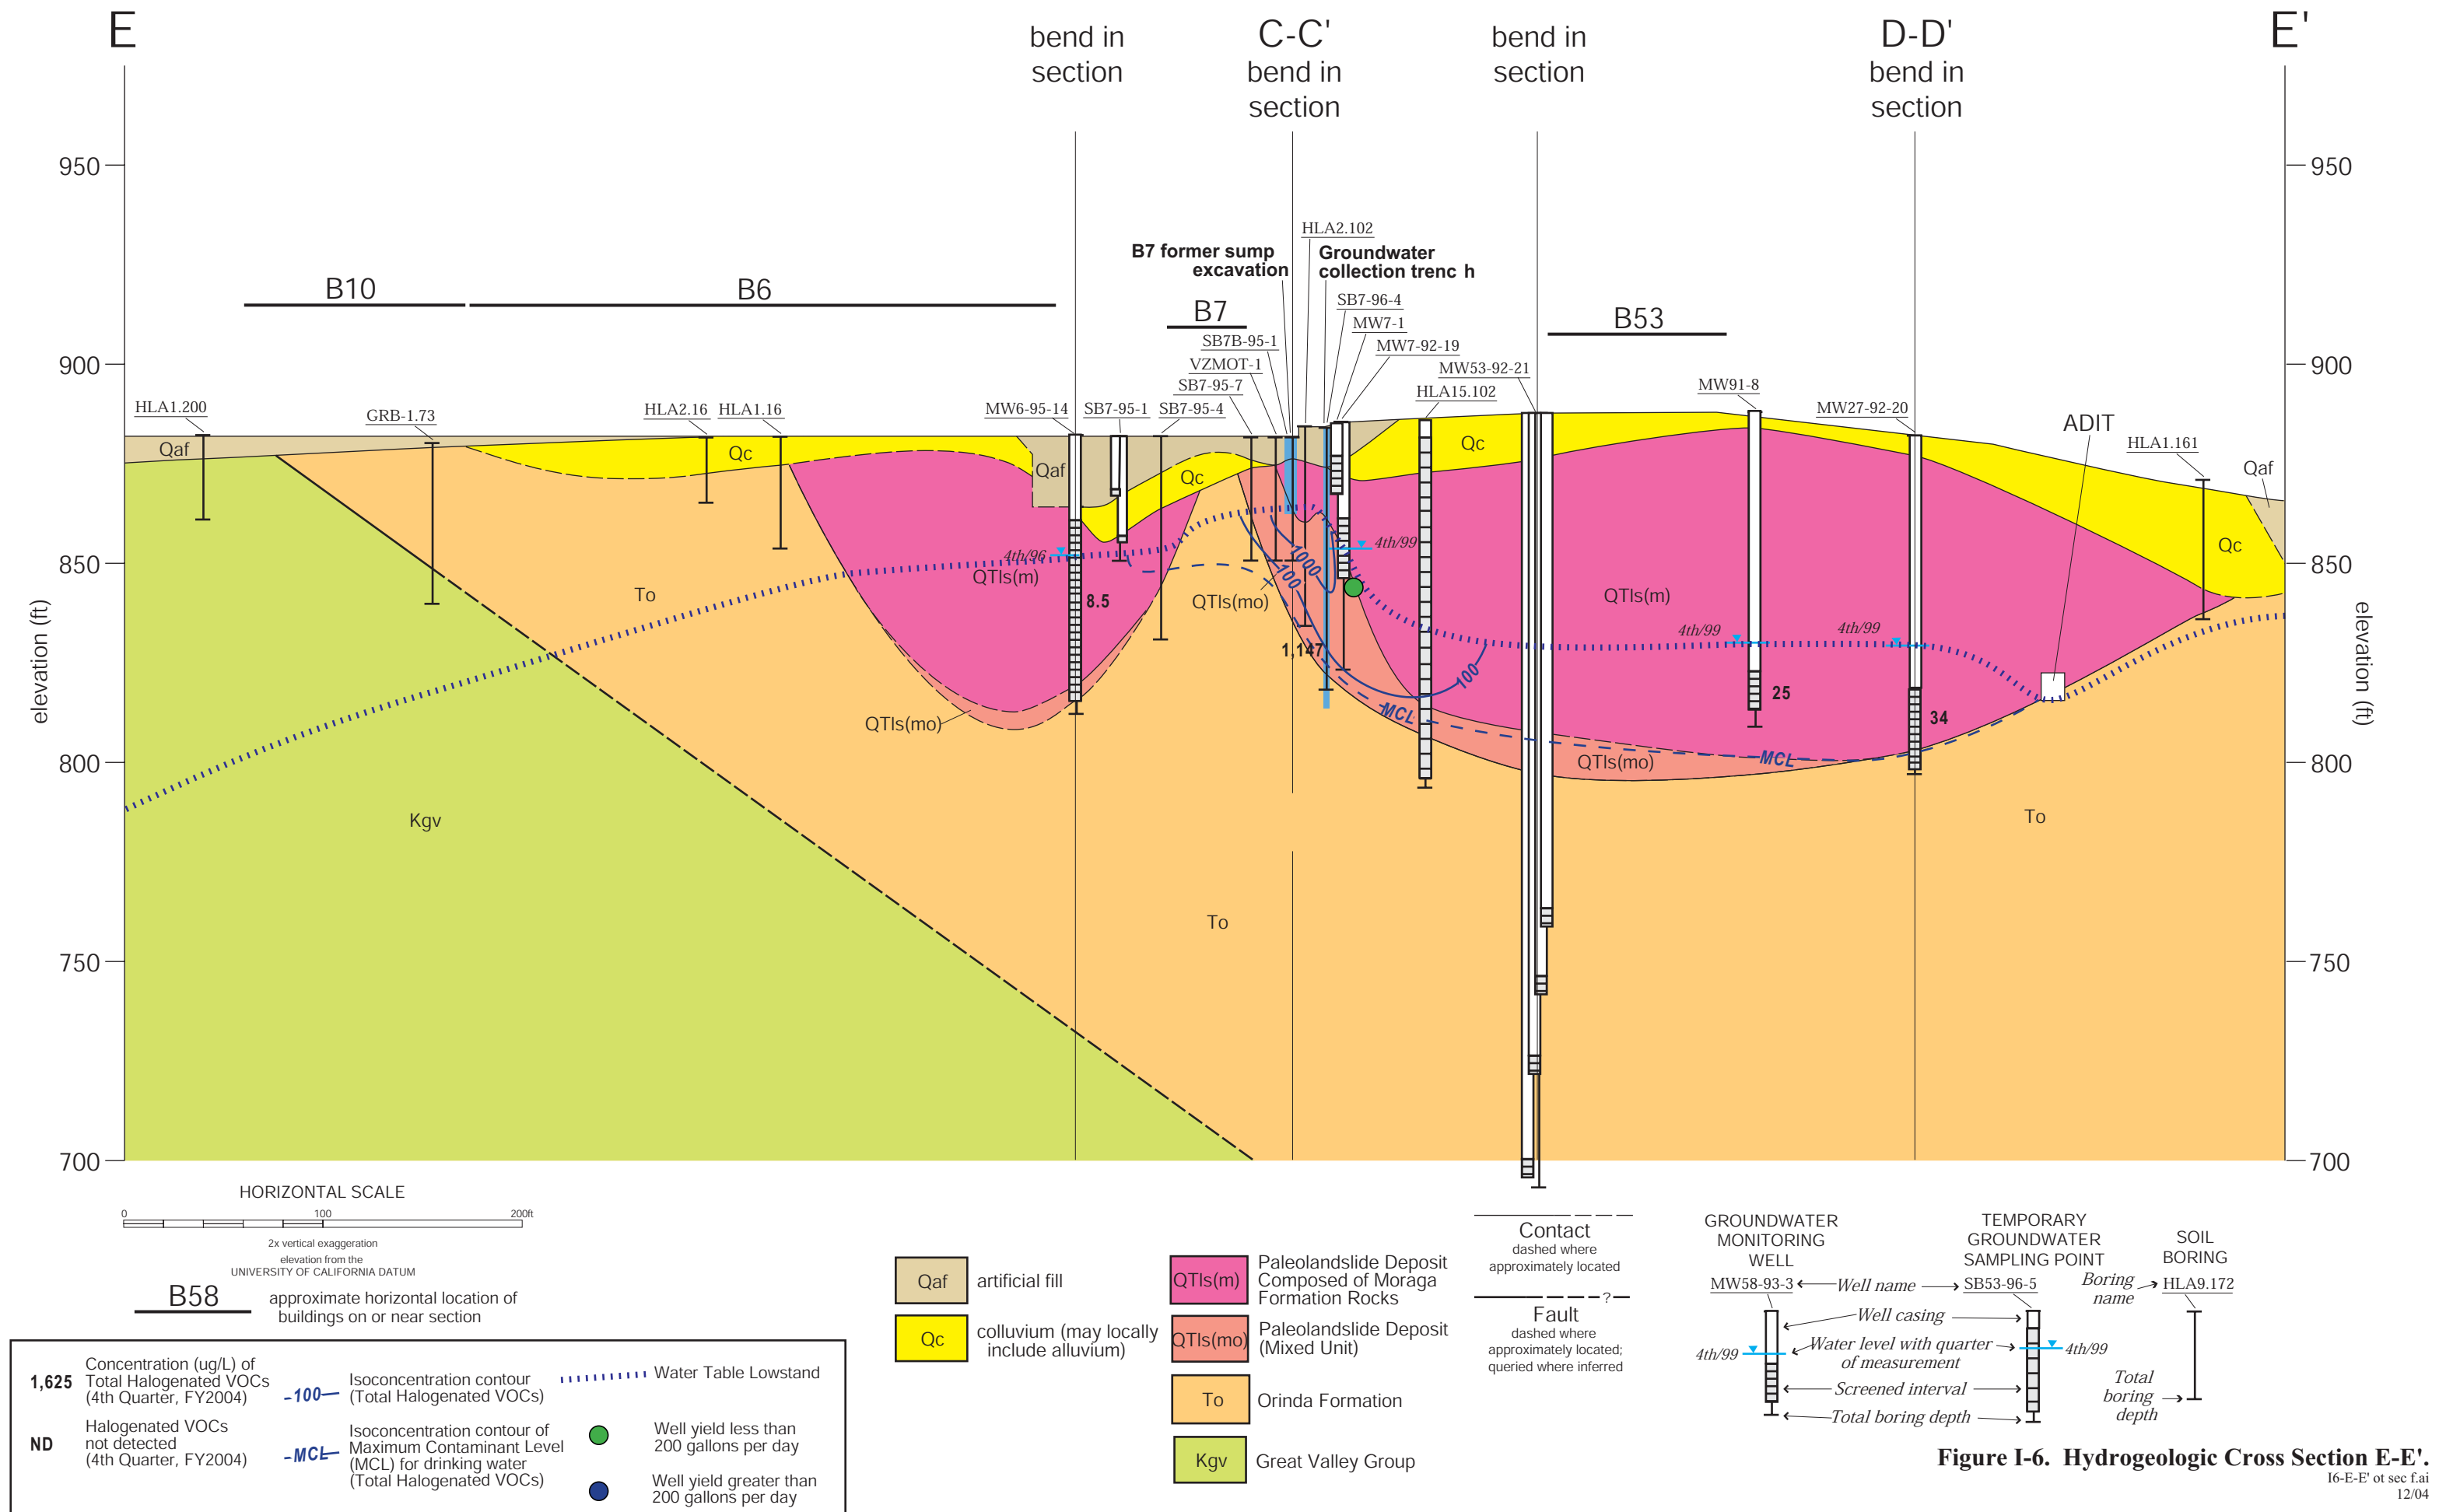 E
bend in
section
C-C'
bend in
section
bend in
section
D-D'
bend in
section
E'
950
950
HLA2.102
B7 former sump
excavation
Groundwater
collection trenc h
B10
B6
B7
B53
SB7-96-4
MW7-1
MW7-92-19
SB7B-95-1
VZMOT-1
SB7-95-7
MW53-92-21
HLA15.102
MW91-8
900
900
HLA1.200
GRB-1.73
HLA2.16
HLA1.16
MW6-95-14
SB7-95-1
SB7-95-4
MW27-92-20
ADIT
HLA1.161
Qaf
Qc
Qaf
Qc
Qc
Qaf
Qc
850
850
4th/96
4th/99
QTls(m)
8.5
To
QTls(mo)
1000
100
QTls(m)
elevation (ft)
elevation (ft)
4th/99
4th/99
1,147
100
25
34
MCL
QTls(mo)
MCL
QTls(mo)
800
800
Kgv
To
To
750
750
700
700
HORIZONTAL SCALE
0
100
200ft
2x vertical exaggeration
elevation from the
UNIVERSITY OF CALIFORNIA DATUM
B58
approximate horizontal location of
buildings on or near section
1,625
Concentration (ug/L) of
Total Halogenated VOCs
(4th Quarter, FY2004)
ND
Halogenated VOCs
not detected
(4th Quarter, FY2004)
-100-
Isoconcentration contour
(Total Halogenated VOCs)
-MCL-
Isoconcentration contour of
Maximum Contaminant Level
(MCL) for drinking water
(Total Halogenated VOCs)
Water Table Lowstand
Well yield less than
200 gallons per day
Well yield greater than
200 gallons per day
Qaf
artificial fill
Qc
colluvium (may locally
include alluvium)
QTls(m)
Paleolandslide Deposit
Composed of Moraga
Formation Rocks
QTls(mo)
Paleolandslide Deposit
(Mixed Unit)
To
Orinda Formation
Kgv
Great Valley Group
Contact
dashed where
approximately located
?
Fault
dashed where
approximately located;
queried where inferred
GROUNDWATER
MONITORING
WELL
TEMPORARY
GROUNDWATER
SAMPLING POINT
SOIL
BORING
MW58-93-3
Well name
SB53-96-5
Boring
name
HLA9.172
Well casing
4th/99
Water level with quarter
of measurement
4th/99
Screened interval
Total boring depth
Total
boring
depth
Figure I-6. Hydrogeologic Cross Section E-E'.
I6-E-E' ot sec f.ai
12/04